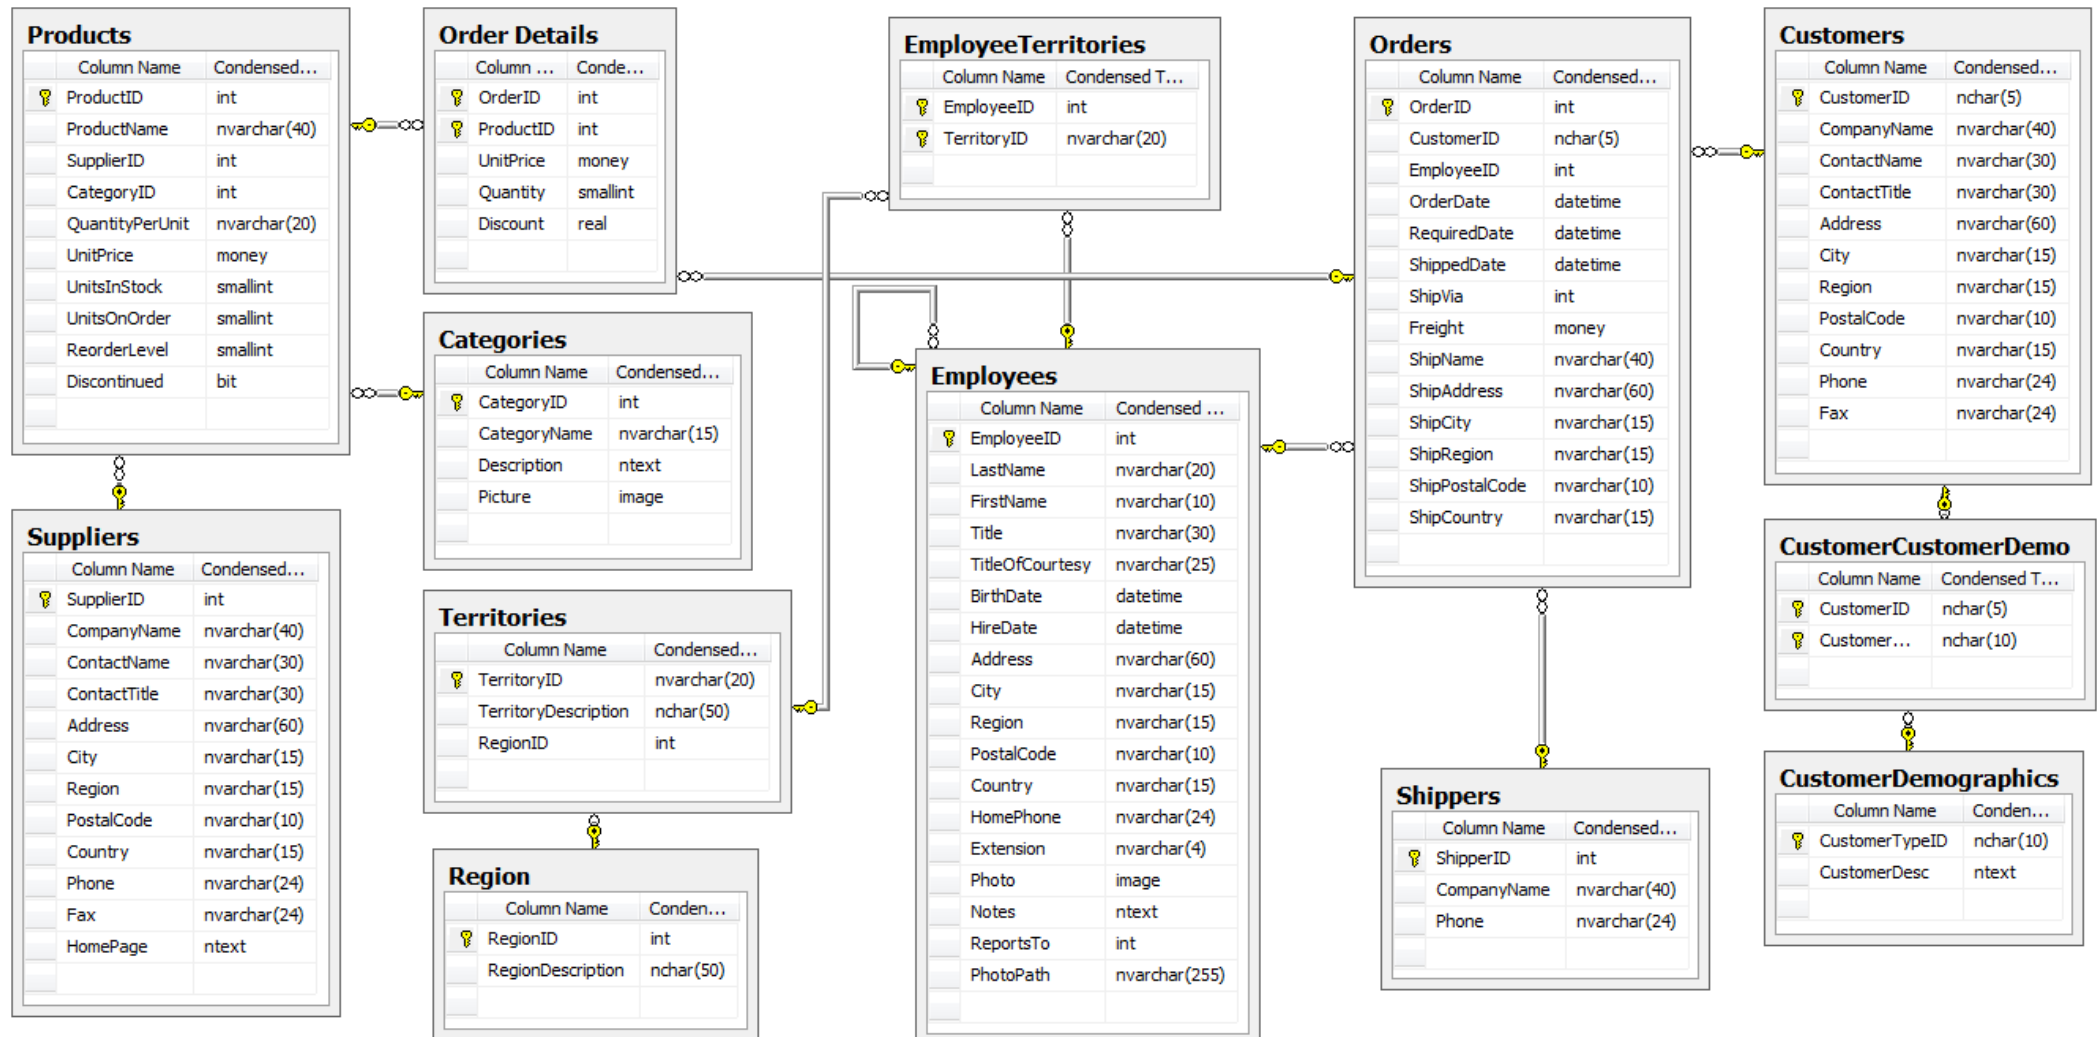 Products
Column Name Condensed...
ProductID int
ProductName nvarchar(40)
SupplierID int
CategoryID int
QuantityPerUnit nvarchar(20)
UnitPrice money
UnitsInStock smallint
UnitsOnOrder smallint
ReorderLevel smallint
Discontinued bit
Suppliers
Column Name Condensed...
SupplierID int
CompanyName nvarchar(40)
ContactName nvarchar(30)
ContactTitle nvarchar(30)
Address nvarchar(60)
City nvarchar(15)
Region nvarchar(15)
PostalCode nvarchar(10)
Country nvarchar(15)
Phone nvarchar(24)
Fax nvarchar(24)
HomePage ntext
Order Details
Column ... Conde...
OrderID int
ProductID int
UnitPrice money
Quantity smallint
Discount real
Categories
Column Name Condensed...
CategoryID int
CategoryName nvarchar(15)
Description ntext
Picture image
Territories
Column Name Condensed...
TerritoryID nvarchar(20)
TerritoryDescription nchar(50)
RegionID int
Region
Column Name Conden...
RegionID int
RegionDescription nchar(50)
EmployeeTerritories
Column Name Condensed T...
EmployeeID int
TerritoryID nvarchar(20)
Employees
Column Name Condensed ...
EmployeeID int
LastName nvarchar(20)
FirstName nvarchar(10)
Title nvarchar(30)
TitleOfCourtesy nvarchar(25)
BirthDate datetime
HireDate datetime
Address nvarchar(60)
City nvarchar(15)
Region nvarchar(15)
PostalCode nvarchar(10)
Country nvarchar(15)
HomePhone nvarchar(24)
Extension nvarchar(4)
Photo image
Notes ntext
ReportsTo int
PhotoPath nvarchar(255)
Orders
Column Name Condensed...
OrderID int
CustomerID nchar(5)
EmployeeID int
OrderDate datetime
RequiredDate datetime
ShippedDate datetime
ShipVia int
Freight money
ShipName nvarchar(40)
ShipAddress nvarchar(60)
ShipCity nvarchar(15)
ShipRegion nvarchar(15)
ShipPostalCode nvarchar(10)
ShipCountry nvarchar(15)
Shippers
Column Name Condensed...
ShipperID int
CompanyName nvarchar(40)
Phone nvarchar(24)
Customers
Column Name Condensed...
CustomerID nchar(5)
CompanyName nvarchar(40)
ContactName nvarchar(30)
ContactTitle nvarchar(30)
Address nvarchar(60)
City nvarchar(15)
Region nvarchar(15)
PostalCode nvarchar(10)
Country nvarchar(15)
Phone nvarchar(24)
Fax nvarchar(24)
CustomerCustomerDemo
Column Name Condensed T...
CustomerID nchar(5)
Customer... nchar(10)
CustomerDemographics
Column Name Conden...
CustomerTypeID nchar(10)
CustomerDesc ntext